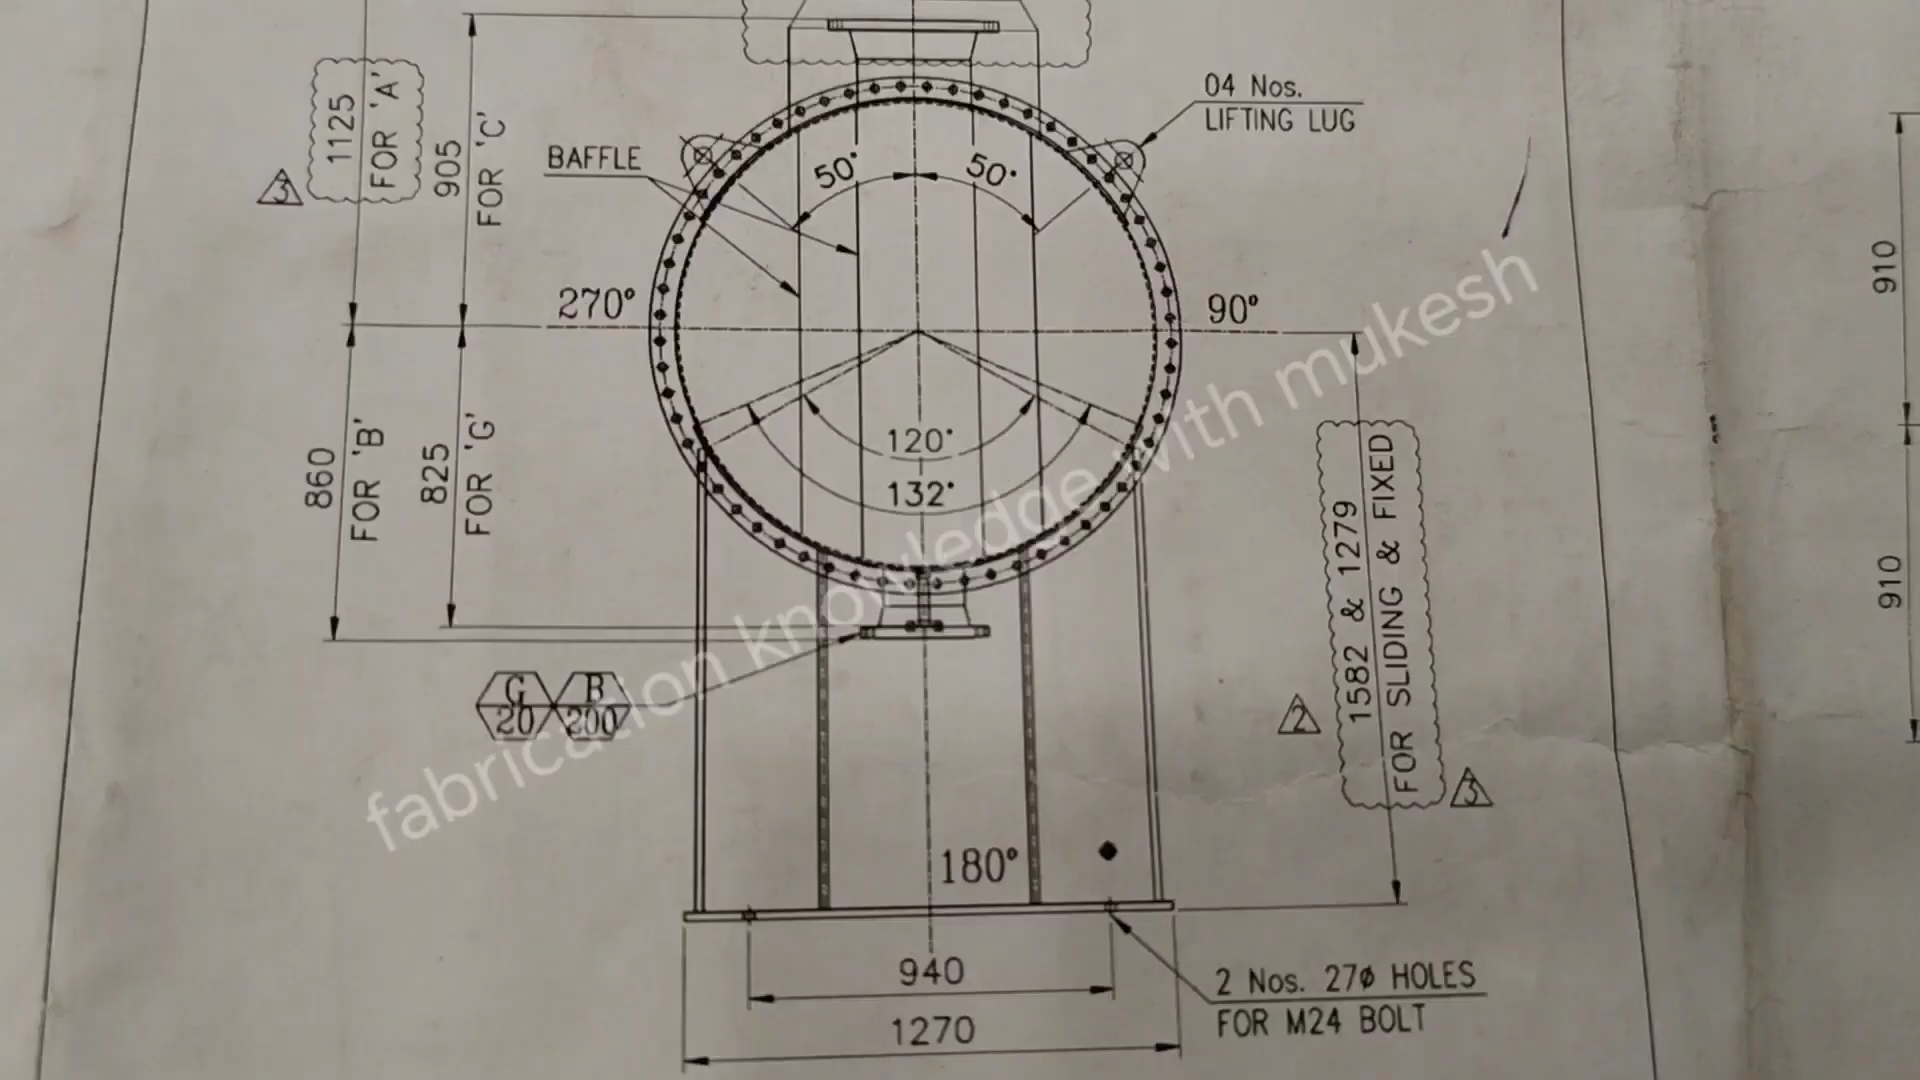 1125
FOR 'A'
3
905
FOR 'C'
04 Nos.
LIFTING LUG
BAFFLE
50°
50°
270°
90°
910
860
FOR 'B'
825
FOR 'G'
120°
132°
1582 & 1279
FOR SLIDING & FIXED
2
3
910
G
20
B
200
180°
940
1270
2 Nos. 27ø HOLES
FOR M24 BOLT
fabrication knowledge with mukesh